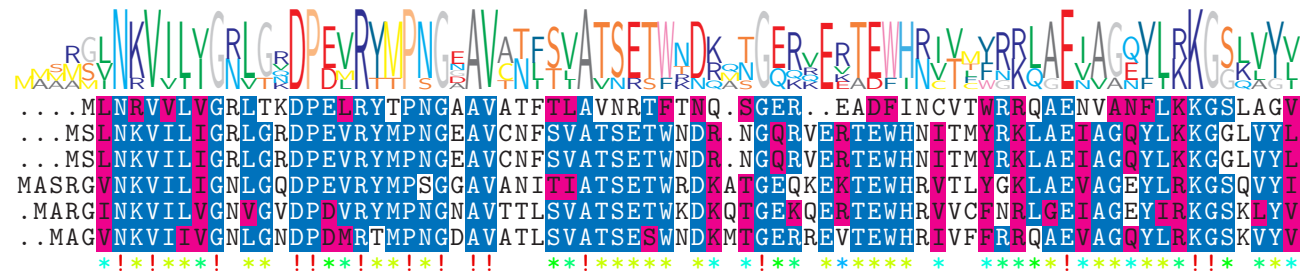 ....MLNRVVLVGRLTKDPELRYTPNGAAVATFTLAVNRTFTNQ.SGER..EADFINCVTWRRQAENVANFLKKGSLAGV
...MSLNKVILIGRLGRDPEVRYMPNGEAVCNFSVATSETWNDR.NGQRVERTEWHNITMYRKLAEIAGQYLKKGGLVYL
...MSLNKVILIGRLGRDPEVRYMPNGEAVCNFSVATSETWNDR.NGQRVERTEWHNITMYRKLAEIAGQYLKKGGLVYL
MASRGVNKVILIGNLGQDPEVRYMPSGGAVANITIATSETWRDKATGEQKEKTEWHRVTLYGKLAEVAGEYLRKGSQVYI
.MARGINKVILVGNVGVDPDVRYMPNGNAVTTLSVATSETWKDKQTGEKQERTEWHRVVCFNRLGEIAGEYIRKGSKLYV
..MAGVNKVIIVGNLGNDPDMRTMPNGDAVATLSVATSESWNDKMTGERREVTEWHRIVFFRRQAEVAGQYLRKGSKVYV